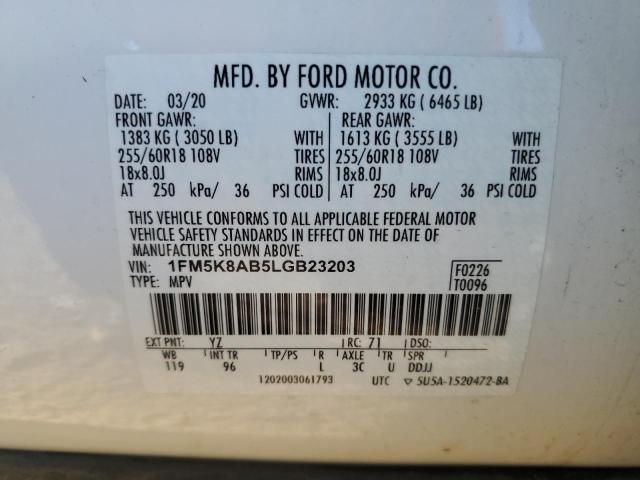 MFD. BY FORD MOTOR CO.
DATE: 03/20 GVWR: 2933 KG ( 6465 LB)
FRONT GAWR: REAR GAWR:
1383 KG ( 3050 LB) WITH 1613 KG ( 3555 LB) WITH
255/60R18 108V TIRES 255/60R18 108V TIRES
18x8.0J RIMS 18x8.0J RIMS
AT 250 kPa/ 36 PSI COLD AT 250 kPa/ 36 PSI COLD
THIS VEHICLE CONFORMS TO ALL APPLICABLE FEDERAL MOTOR
VEHICLE SAFETY STANDARDS IN EFFECT ON THE DATE OF
MANUFACTURE SHOWN ABOVE.
VIN: 1FM5K8AB5LGB23203 F0226
TYPE: MPV T0096
EXT PNT: YZ RC: 71 DSO:
WB INT TR TP/PS R AXLE TR SPR
119 96 L 3C U DDJJ
1202003061793 UTC ▽ 5U5A-1520472-BA